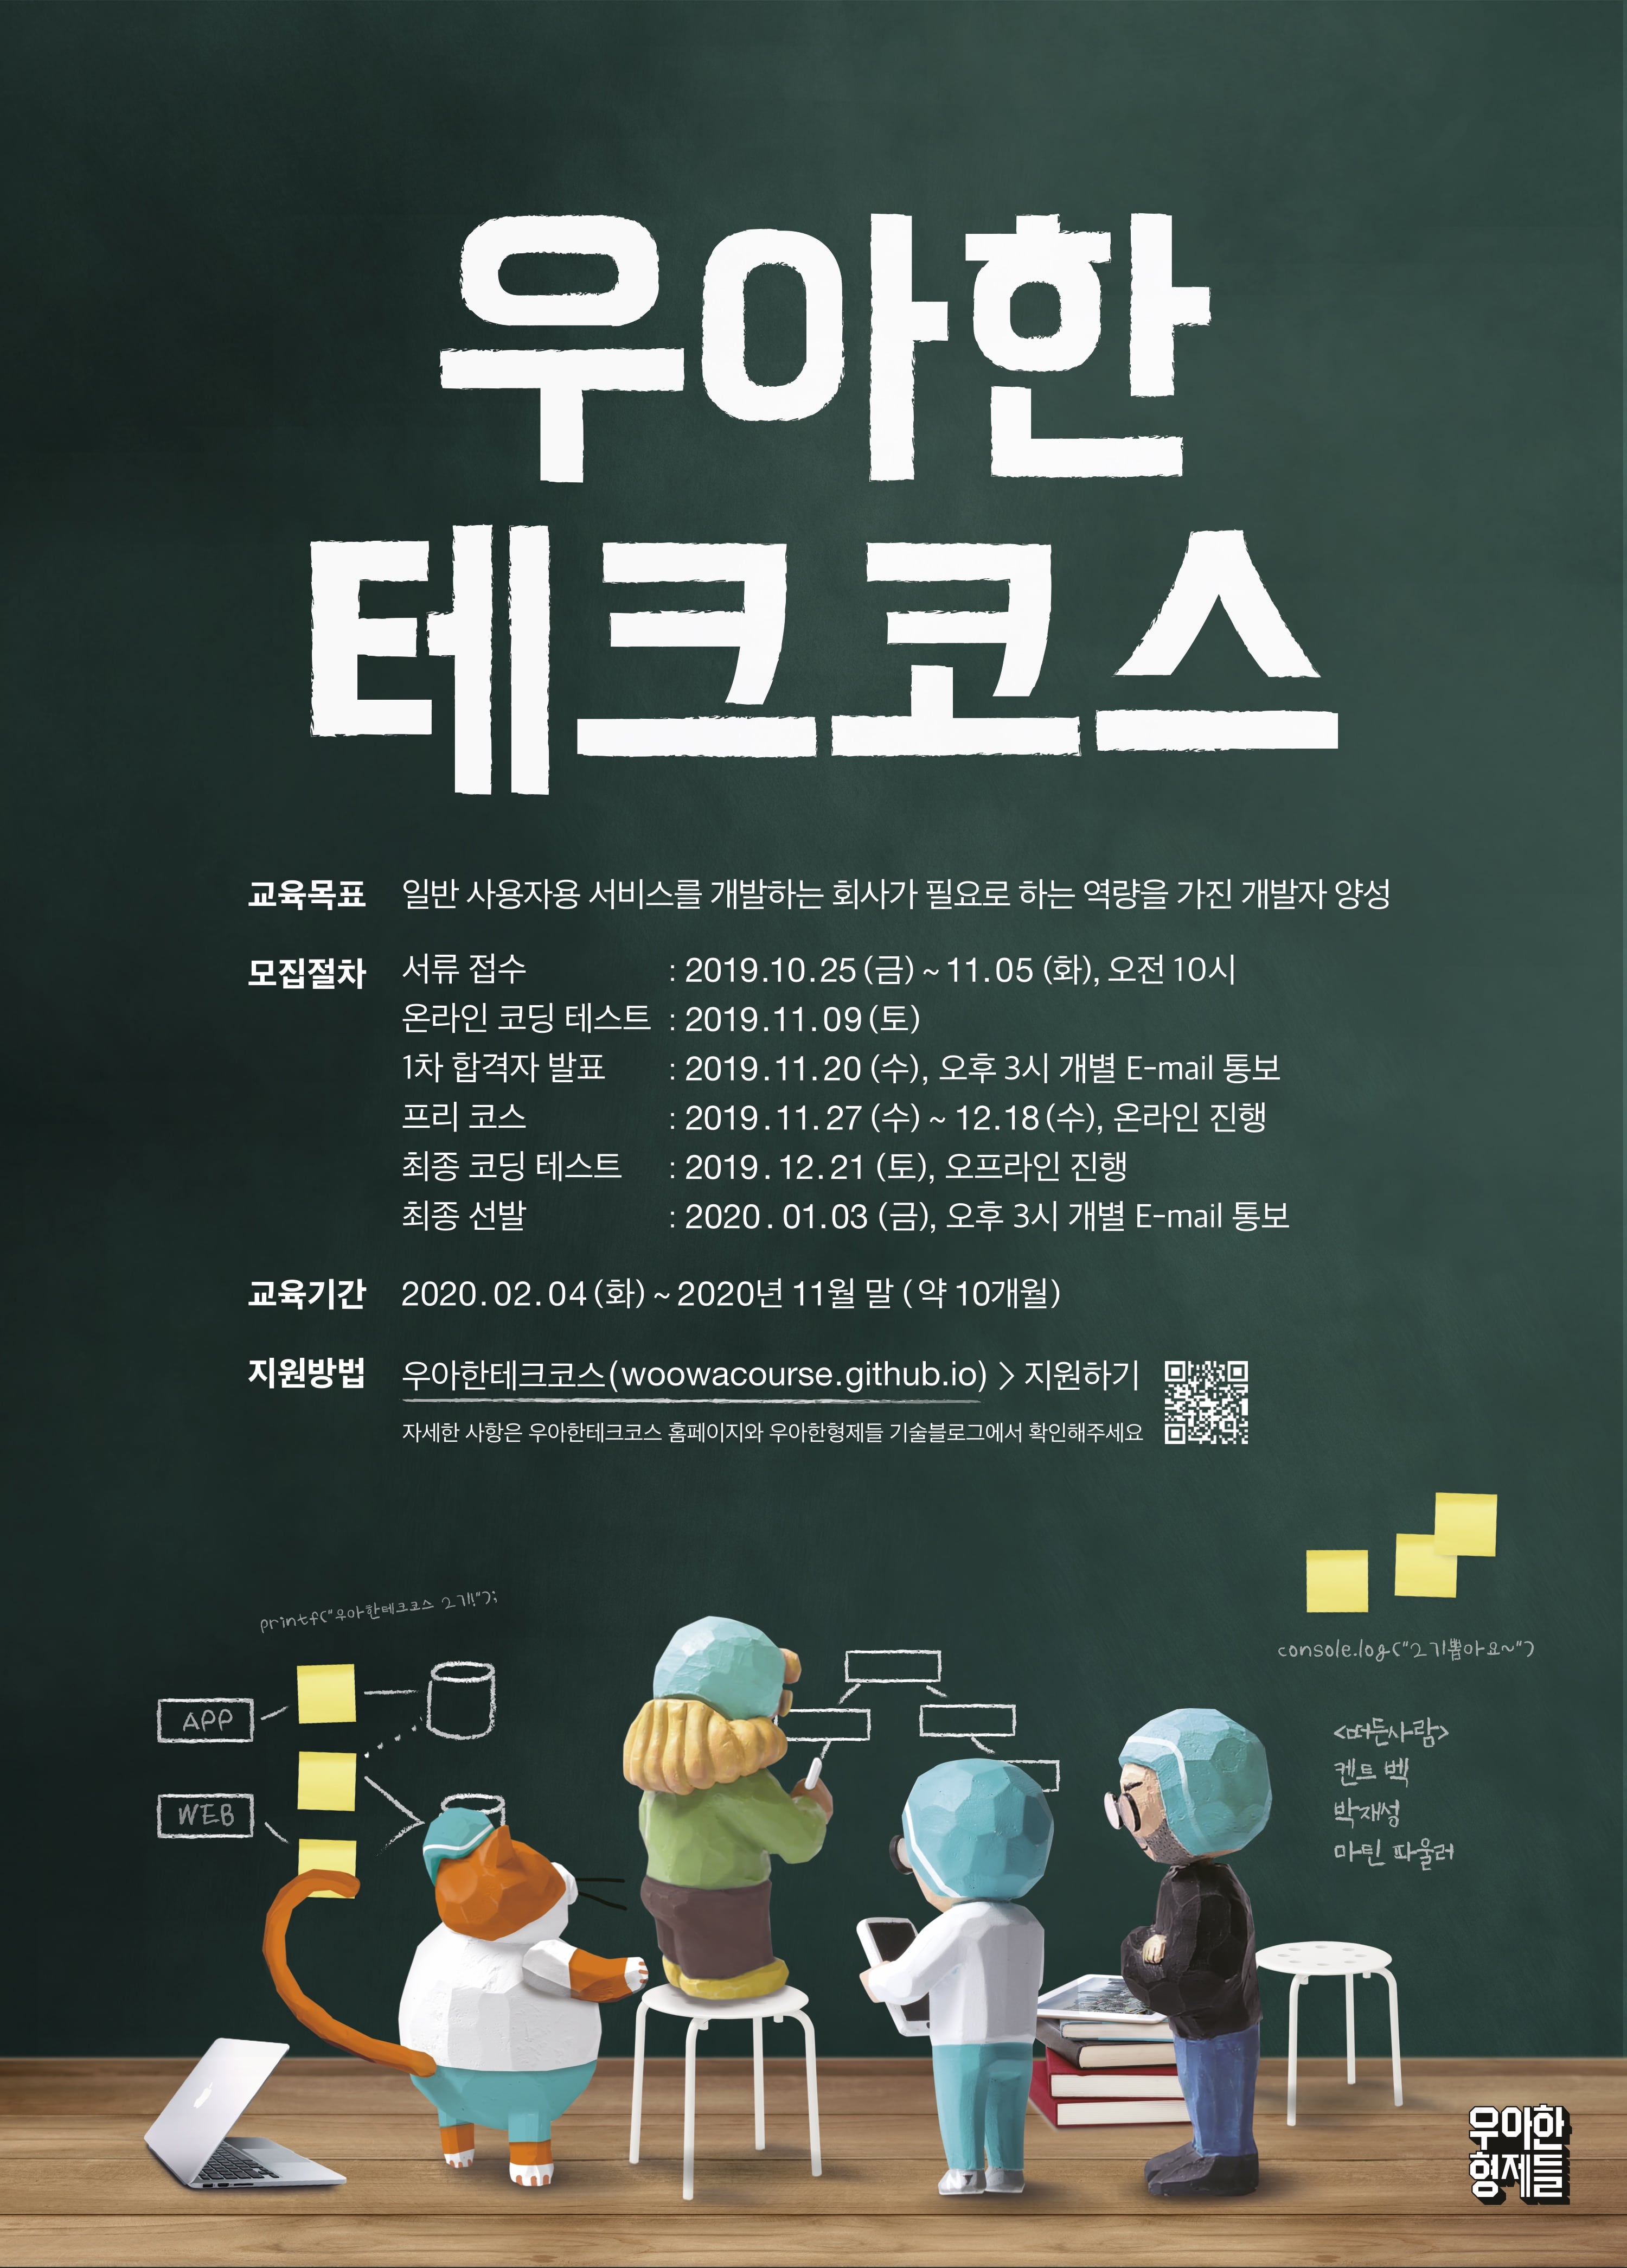 우아한
테크코스
교육목표 일반 사용자용 서비스를 개발하는 회사가 필요로 하는 역량을 가진 개발자 양성
모집절차 서류 접수 : 2019.10.25 (금) ~ 11.05 (화), 오전 10시
온라인 코딩 테스트 : 2019.11.09 (토)
1차 합격자 발표 : 2019.11.20 (수), 오후 3시 개별 E-mail 통보
프리 코스 : 2019.11.27 (수) ~ 12.18 (수), 온라인 진행
최종 코딩 테스트 : 2019.12.21 (토), 오프라인 진행
최종 선발 : 2020.01.03 (금), 오후 3시 개별 E-mail 통보
교육기간 2020.02.04 (화) ~ 2020년 11월 말 (약 10개월)
지원방법 우아한테크코스(woowacourse.github.io) > 지원하기
자세한 사항은 우아한테크코스 홈페이지와 우아한형제들 기술블로그에서 확인해주세요
printf("우아한테크코스 2기!");
console.log("2기뽑아요~")
APP
WEB
<떠든사람>
켄트 벡
박재성
마틴 파울러
우아한
형제들